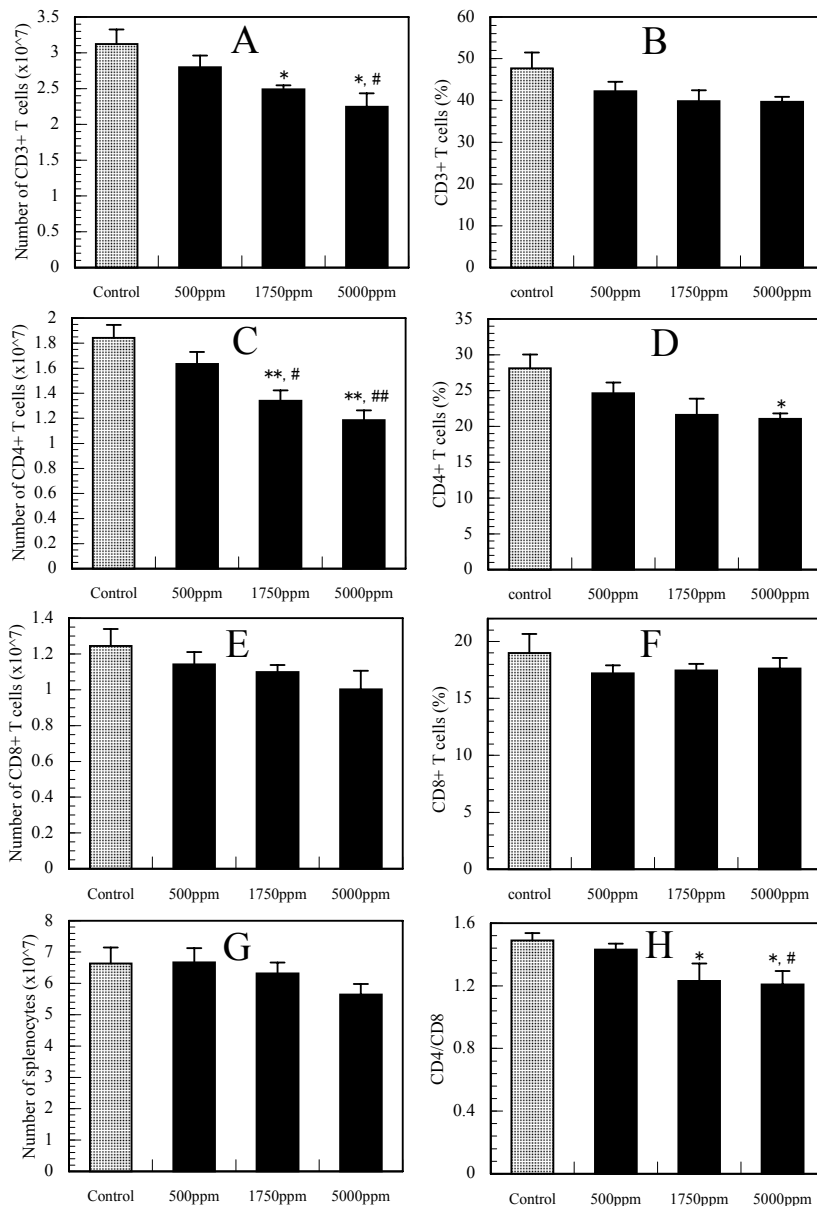 A
Number of CD3+ T cells (x10^7)
3.5
3
2.5
2
1.5
1
0.5
0
*
*, #
Control 500ppm 1750ppm 5000ppm
B
CD3+ T cells (%)
60
50
40
30
20
10
0
control 500ppm 1750ppm 5000ppm
C
Number of CD4+ T cells (x10^7)
2
1.8
1.6
1.4
1.2
1
0.8
0.6
0.4
0.2
0
**, #
**, ##
Control 500ppm 1750ppm 5000ppm
D
CD4+ T cells (%)
35
30
25
20
15
10
5
0
*
control 500ppm 1750ppm 5000ppm
E
Number of CD8+ T cells (x10^7)
1.4
1.2
1
0.8
0.6
0.4
0.2
0
Control 500ppm 1750ppm 5000ppm
F
CD8+ T cells (%)
20
15
10
5
0
control 500ppm 1750ppm 5000ppm
G
Number of splenocytes (x10^7)
8
7
6
5
4
3
2
1
0
Control 500ppm 1750ppm 5000ppm
H
CD4/CD8
1.6
1.2
0.8
0.4
0
*
*, #
Control 500ppm 1750ppm 5000ppm